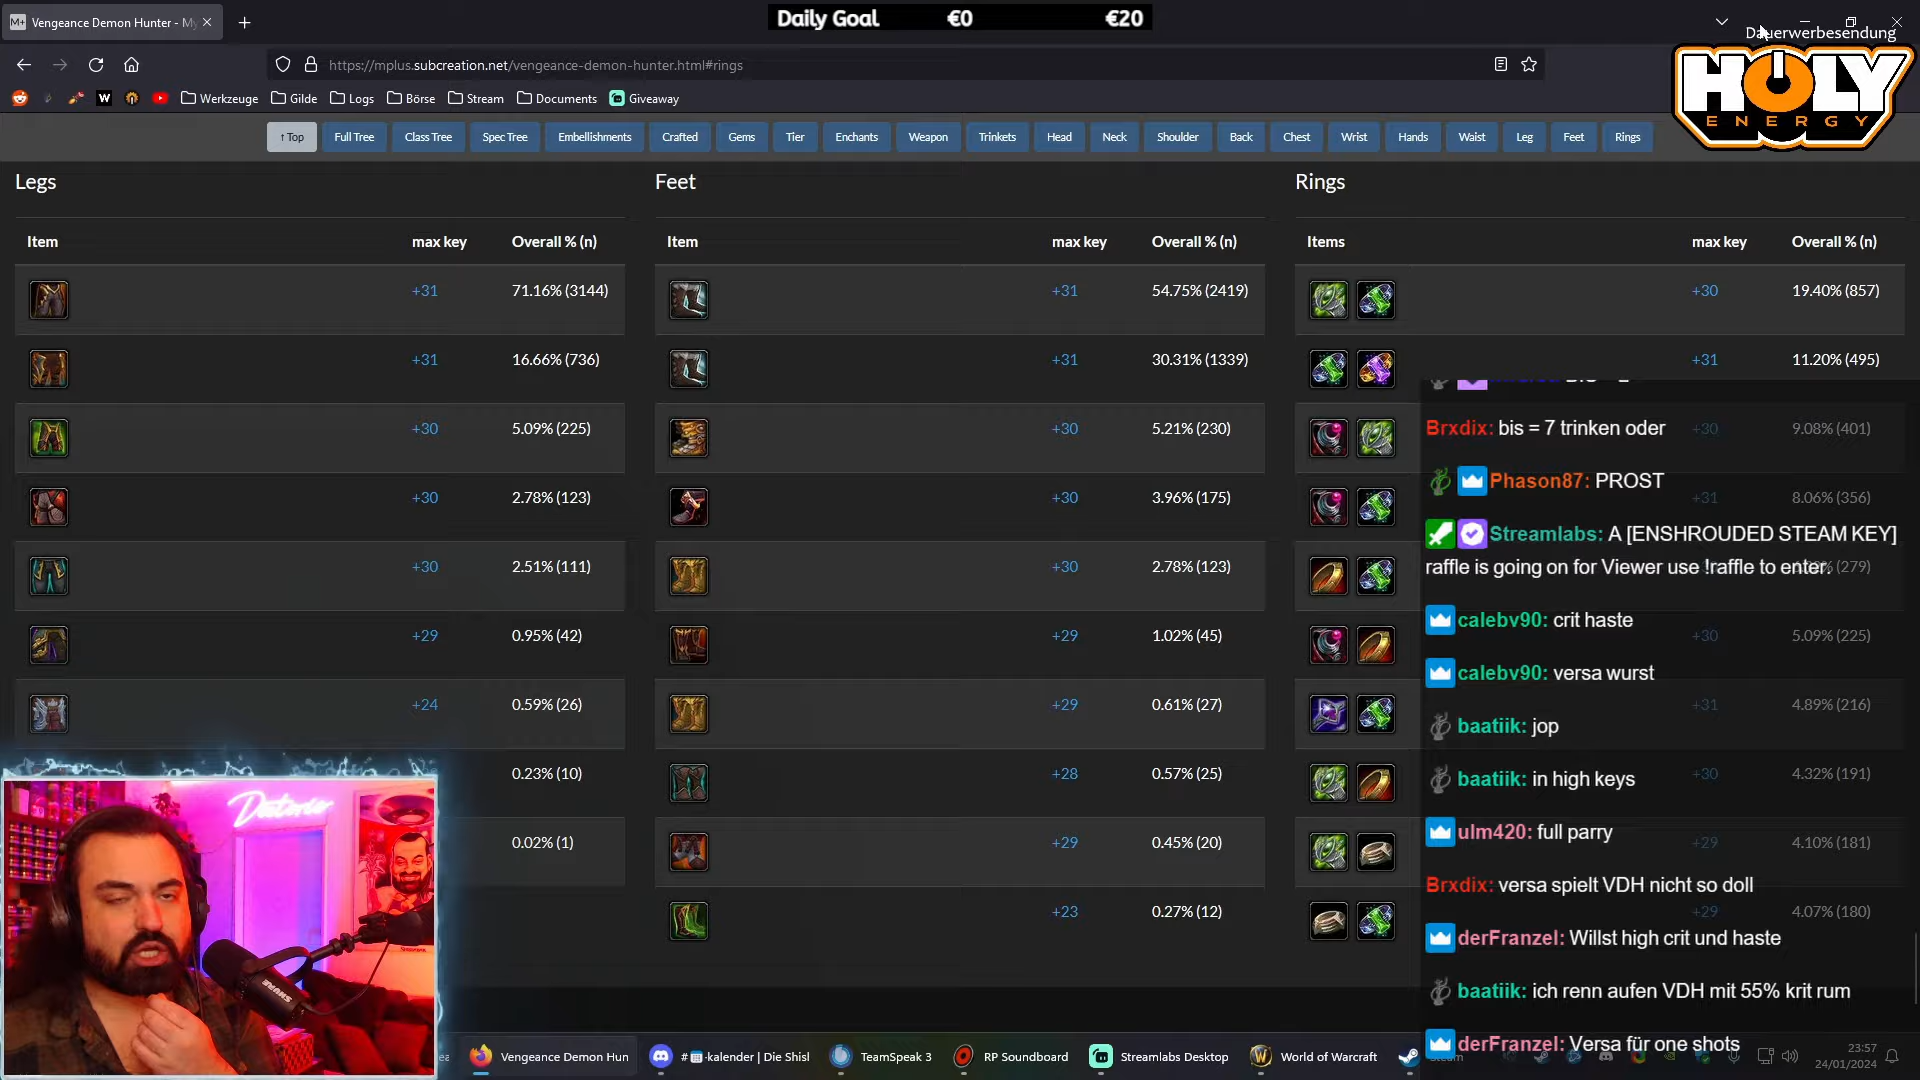 Vengeance Demon Hunter - My
Daily Goal €0 €20
Dauerwerbesendung
https://mplus.subcreation.net/vengeance-demon-hunter.html#rings
HOLY
ENERGY
Werkzeuge Gilde Logs Börse Stream Documents Giveaway
↑ Top Full Tree Class Tree Spec Tree Embellishments Crafted Gems Tier Enchants Weapon Trinkets Head Neck Shoulder Back Chest Wrist Hands Waist Leg Feet Rings
Legs
Item max key Overall % (n)
+31 71.16% (3144)
+31 16.66% (736)
+30 5.09% (225)
+30 2.78% (123)
+30 2.51% (111)
+29 0.95% (42)
+24 0.59% (26)
0.23% (10)
0.02% (1)
Feet
Item max key Overall % (n)
+31 54.75% (2419)
+31 30.31% (1339)
+30 5.21% (230)
+30 3.96% (175)
+30 2.78% (123)
+29 1.02% (45)
+29 0.61% (27)
+28 0.57% (25)
+29 0.45% (20)
+23 0.27% (12)
Rings
Items max key Overall % (n)
+30 19.40% (857)
+31 11.20% (495)
+30 9.08% (401)
+31 8.06% (356)
(279)
+30 5.09% (225)
+31 4.89% (216)
+30 4.32% (191)
+29 4.10% (181)
+29 4.07% (180)
Brxdix: bis = 7 trinken oder
Phason87: PROST
Streamlabs: A [ENSHROUDED STEAM KEY]
raffle is going on for Viewer use !raffle to enter.
calebv90: crit haste
calebv90: versa wurst
baatiik: jop
baatiik: in high keys
ulm420: full parry
Brxdix: versa spielt VDH nicht so doll
derFranzel: Willst high crit und haste
baatiik: ich renn aufen VDH mit 55% krit rum
derFranzel: Versa für one shots
SHURE
Vengeance Demon Hun # kalender | Die Shisl TeamSpeak 3 RP Soundboard Streamlabs Desktop World of Warcraft Steam
23:57
24/01/2024